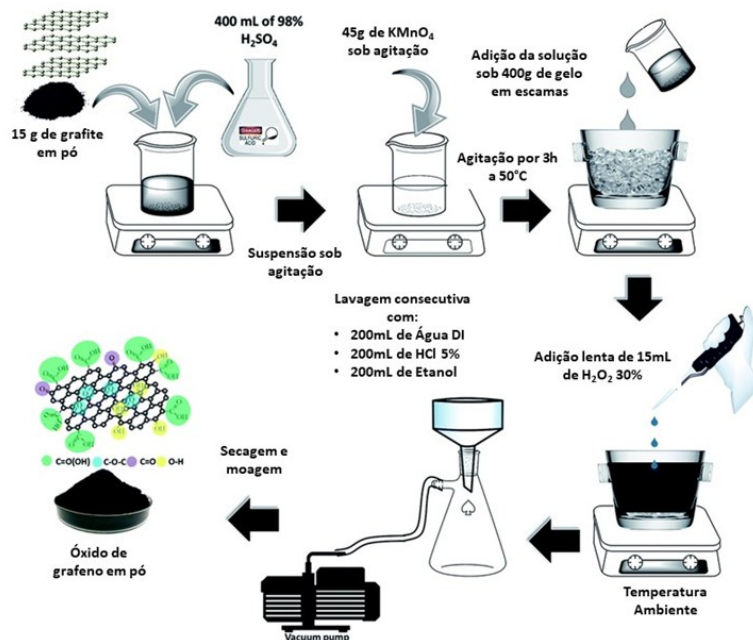 15 g de grafite
em pó
400 mL of 98%
H₂SO₄
DANGER
SULFURIC
ACID
Suspensão sob
agitação
45g de KMnO₄
sob agitação
Agitação por 3h
a 50°C
Adição da solução
sob 400g de gelo
em escamas
Adição lenta de 15mL
de H₂O₂ 30%
Temperatura
Ambiente
Lavagem consecutiva
com:
• 200mL de Água DI
• 200mL de HCl 5%
• 200mL de Etanol
Vacuum pump
Secagem e
moagem
C=O(OH) C-O-C C=O O-H
Óxido de
grafeno em pó